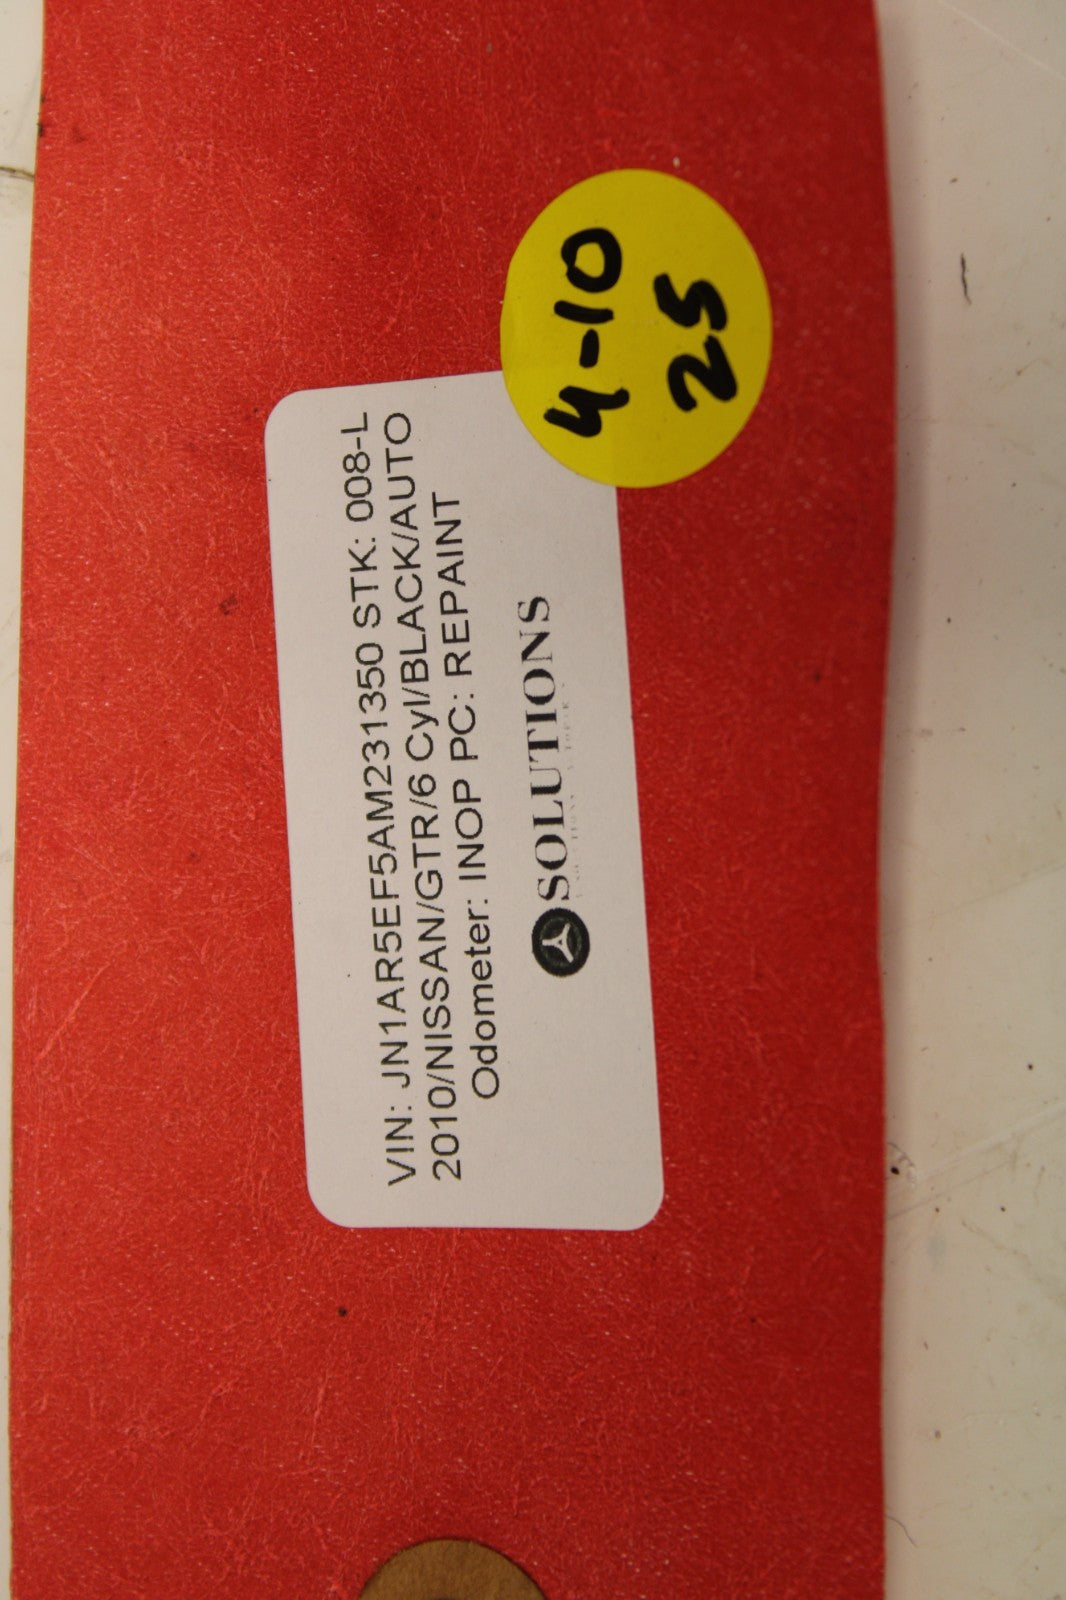 VIN: JN1AR5EF5AM231350 STK: 008-L
2010/NISSAN/GTR/6 Cyl/BLACK/AUTO
Odometer: INOP PC: REPAINT
SOLUTIONS
4-10
25